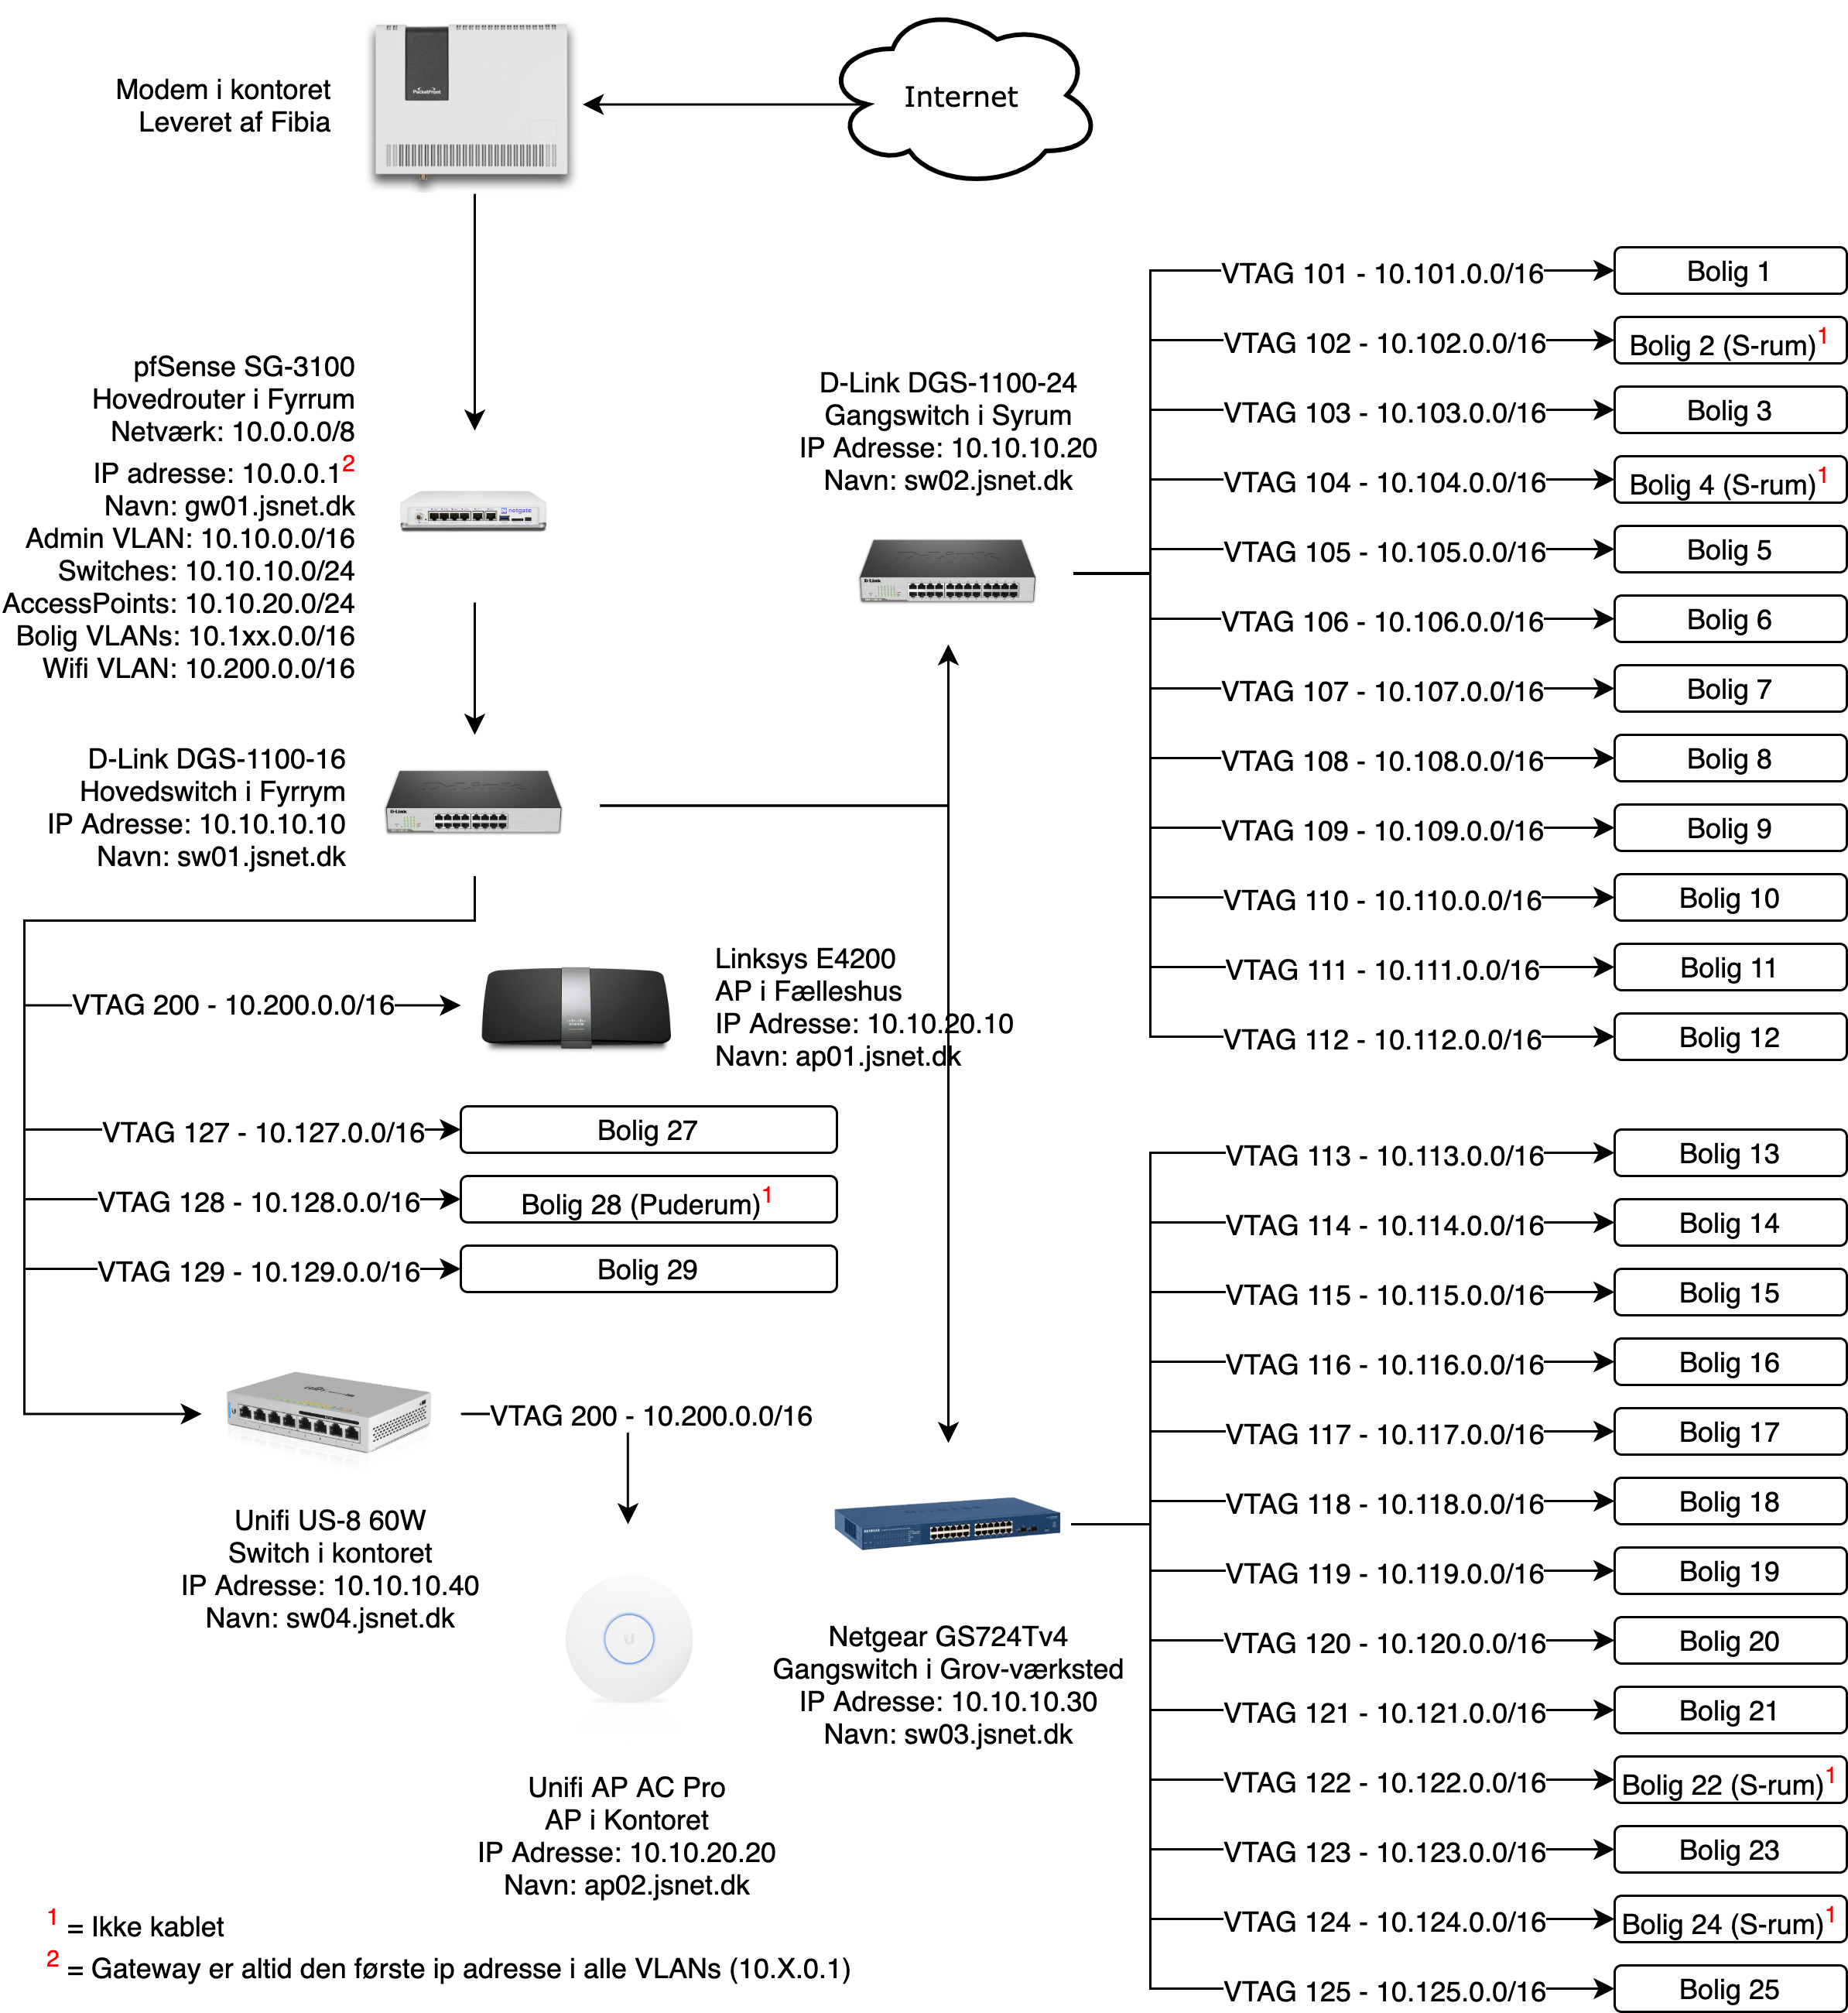 Modem i kontoret
Leveret af Fibia
PacketFront
Internet
pfSense SG-3100
Hovedrouter i Fyrrum
Netværk: 10.0.0.0/8
IP adresse: 10.0.0.1²
Navn: gw01.jsnet.dk
Admin VLAN: 10.10.0.0/16
Switches: 10.10.10.0/24
AccessPoints: 10.10.20.0/24
Bolig VLANs: 10.1xx.0.0/16
Wifi VLAN: 10.200.0.0/16
netgate
D-Link DGS-1100-16
Hovedswitch i Fyrrym
IP Adresse: 10.10.10.10
Navn: sw01.jsnet.dk
D-Link
D-Link
D-Link DGS-1100-24
Gangswitch i Syrum
IP Adresse: 10.10.10.20
Navn: sw02.jsnet.dk
D-Link
D-Link
VTAG 101 - 10.101.0.0/16 Bolig 1
VTAG 102 - 10.102.0.0/16 Bolig 2 (S-rum)¹
VTAG 103 - 10.103.0.0/16 Bolig 3
VTAG 104 - 10.104.0.0/16 Bolig 4 (S-rum)¹
VTAG 105 - 10.105.0.0/16 Bolig 5
VTAG 106 - 10.106.0.0/16 Bolig 6
VTAG 107 - 10.107.0.0/16 Bolig 7
VTAG 108 - 10.108.0.0/16 Bolig 8
VTAG 109 - 10.109.0.0/16 Bolig 9
VTAG 110 - 10.110.0.0/16 Bolig 10
VTAG 111 - 10.111.0.0/16 Bolig 11
VTAG 112 - 10.112.0.0/16 Bolig 12
VTAG 200 - 10.200.0.0/16
Linksys E4200
AP i Fælleshus
IP Adresse: 10.10.20.10
Navn: ap01.jsnet.dk
VTAG 127 - 10.127.0.0/16 Bolig 27
VTAG 128 - 10.128.0.0/16 Bolig 28 (Puderum)¹
VTAG 129 - 10.129.0.0/16 Bolig 29
VTAG 200 - 10.200.0.0/16
Unifi US-8 60W
Switch i kontoret
IP Adresse: 10.10.10.40
Navn: sw04.jsnet.dk
Unifi AP AC Pro
AP i Kontoret
IP Adresse: 10.10.20.20
Navn: ap02.jsnet.dk
Netgear GS724Tv4
Gangswitch i Grov-værksted
IP Adresse: 10.10.10.30
Navn: sw03.jsnet.dk
VTAG 113 - 10.113.0.0/16 Bolig 13
VTAG 114 - 10.114.0.0/16 Bolig 14
VTAG 115 - 10.115.0.0/16 Bolig 15
VTAG 116 - 10.116.0.0/16 Bolig 16
VTAG 117 - 10.117.0.0/16 Bolig 17
VTAG 118 - 10.118.0.0/16 Bolig 18
VTAG 119 - 10.119.0.0/16 Bolig 19
VTAG 120 - 10.120.0.0/16 Bolig 20
VTAG 121 - 10.121.0.0/16 Bolig 21
VTAG 122 - 10.122.0.0/16 Bolig 22 (S-rum)¹
VTAG 123 - 10.123.0.0/16 Bolig 23
VTAG 124 - 10.124.0.0/16 Bolig 24 (S-rum)¹
VTAG 125 - 10.125.0.0/16 Bolig 25
¹ = Ikke kablet
² = Gateway er altid den første ip adresse i alle VLANs (10.X.0.1)